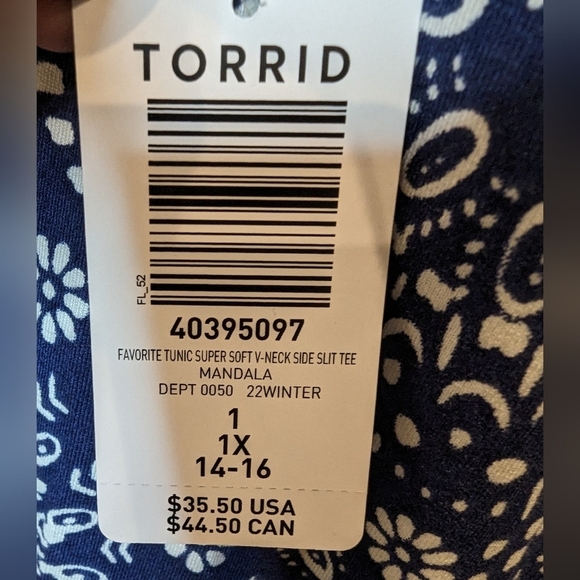 TORRID
FL_52
40395097
FAVORITE TUNIC SUPER SOFT V-NECK SIDE SLIT TEE
MANDALA
DEPT 0050 22WINTER
1
1X
14-16
$35.50 USA
$44.50 CAN